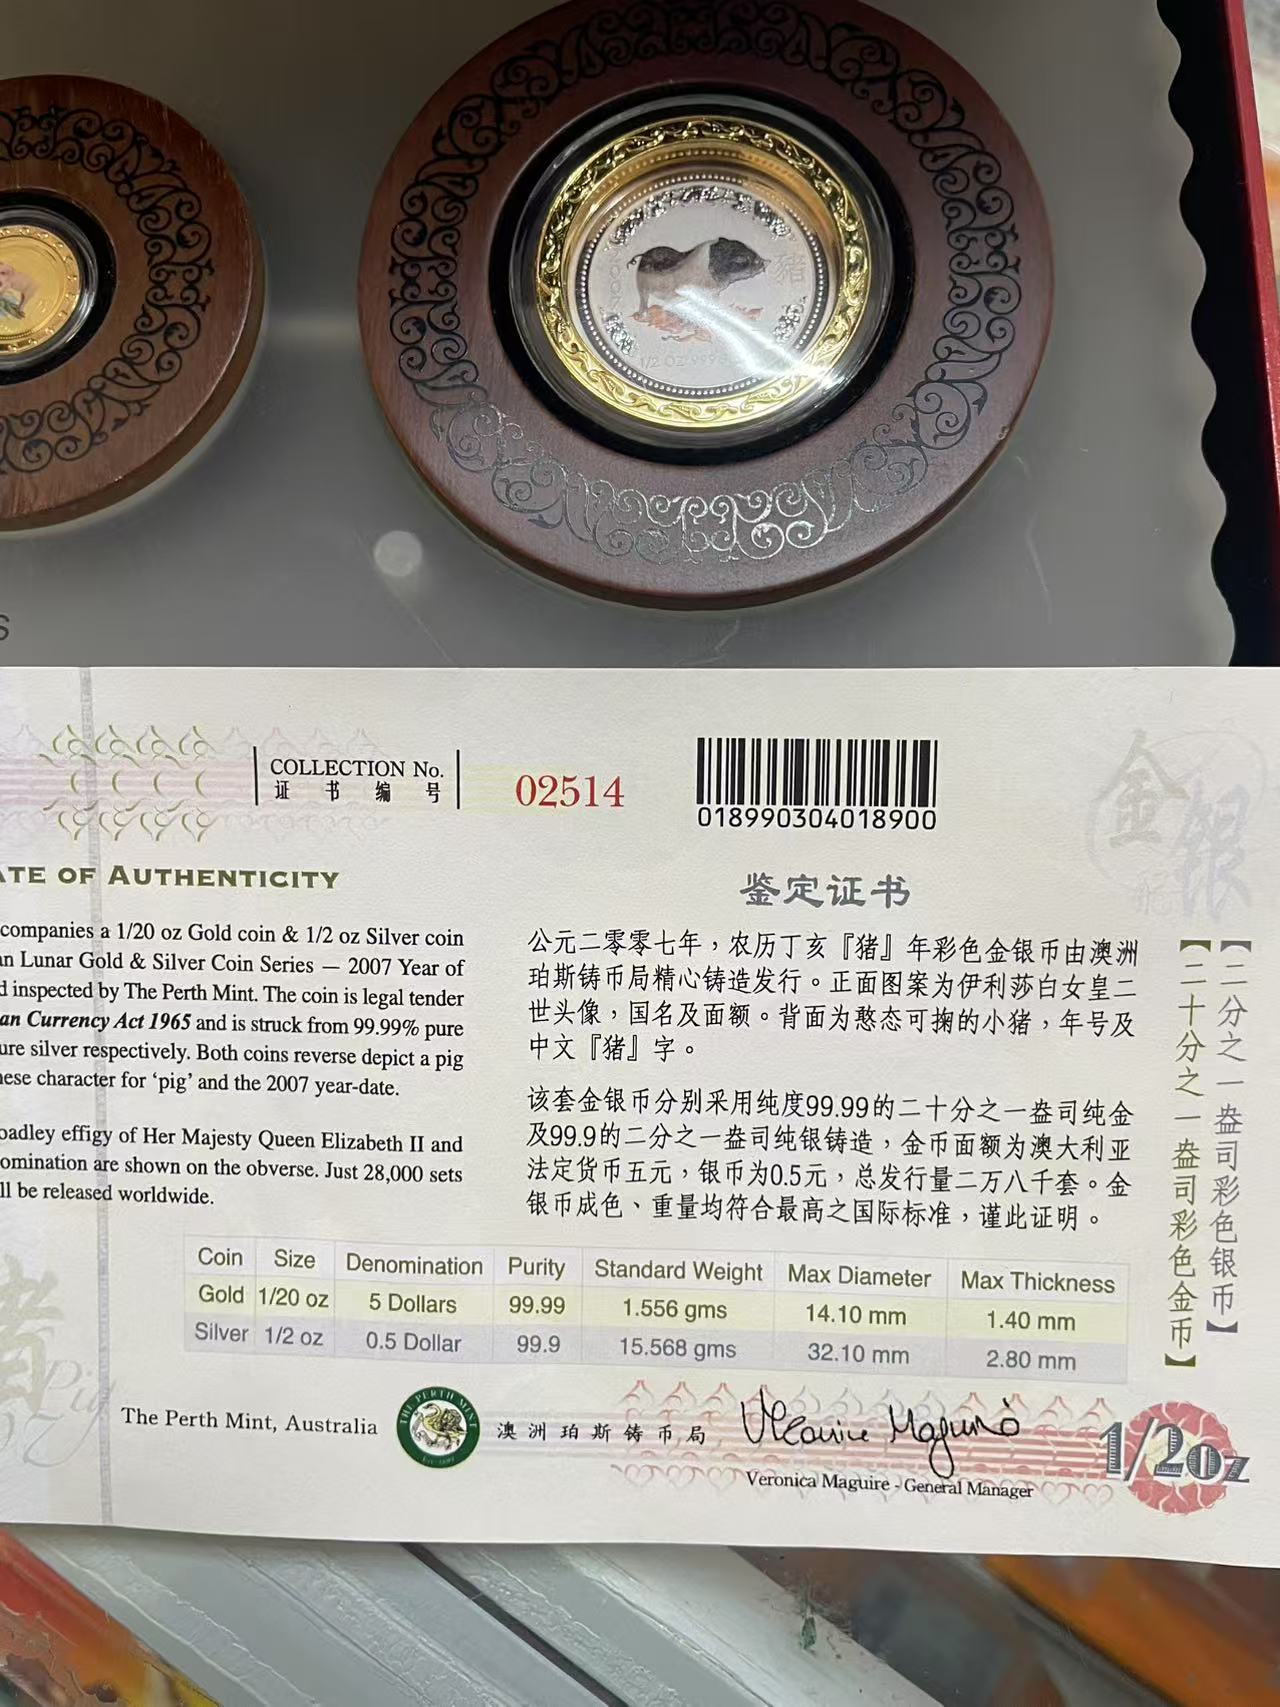 猪
1/2 OZ 999
S
COLLECTION No.
证书编号
02514
018990304018900
金银
ATE OF AUTHENTICITY
companies a 1/20 oz Gold coin & 1/2 oz Silver coin
an Lunar Gold & Silver Coin Series — 2007 Year of
d inspected by The Perth Mint. The coin is legal tender
an Currency Act 1965 and is struck from 99.99% pure
ure silver respectively. Both coins reverse depict a pig
nese character for ‘pig’ and the 2007 year-date.
oadley effigy of Her Majesty Queen Elizabeth II and
omination are shown on the obverse. Just 28,000 sets
ll be released worldwide.
鉴定证书
公元二零零七年，农历丁亥『猪』年彩色金银币由澳洲
珀斯铸币局精心铸造发行。正面图案为伊利莎白女皇二
世头像，国名及面额。背面为憨态可掬的小猪，年号及
中文『猪』字。
该套金银币分别采用纯度99.99的二十分之一盎司纯金
及99.9的二分之一盎司纯银铸造，金币面额为澳大利亚
法定货币五元，银币为0.5元，总发行量二万八千套。金
银币成色、重量均符合最高之国际标准，谨此证明。
【二分之一盎司彩色银币】
【二十分之一盎司彩色金币】
Coin Size Denomination Purity Standard Weight Max Diameter Max Thickness
Gold 1/20 oz 5 Dollars 99.99 1.556 gms 14.10 mm 1.40 mm
Silver 1/2 oz 0.5 Dollar 99.9 15.568 gms 32.10 mm 2.80 mm
Pig
The Perth Mint, Australia
THE PERTH MINT
澳洲珀斯铸币局
Veronica Maguire - General Manager
1/2oz